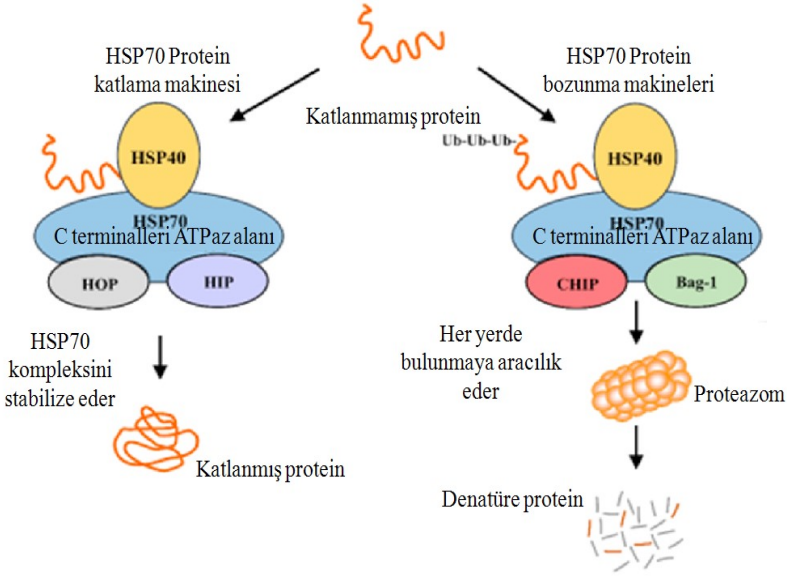 HSP70 Protein
katlama makinesi
HSP70 Protein
bozunma makineleri
Katlanmamış protein
Ub-Ub-Ub-
HSP40
HSP40
HSP70
C terminalleri ATPaz alanı
HSP70
C terminalleri ATPaz alanı
HOP
HIP
CHIP
Bag-1
HSP70
kompleksini
stabilize eder
Her yerde
bulunmaya aracılık
eder
Proteazom
Katlanmış protein
Denatüre protein